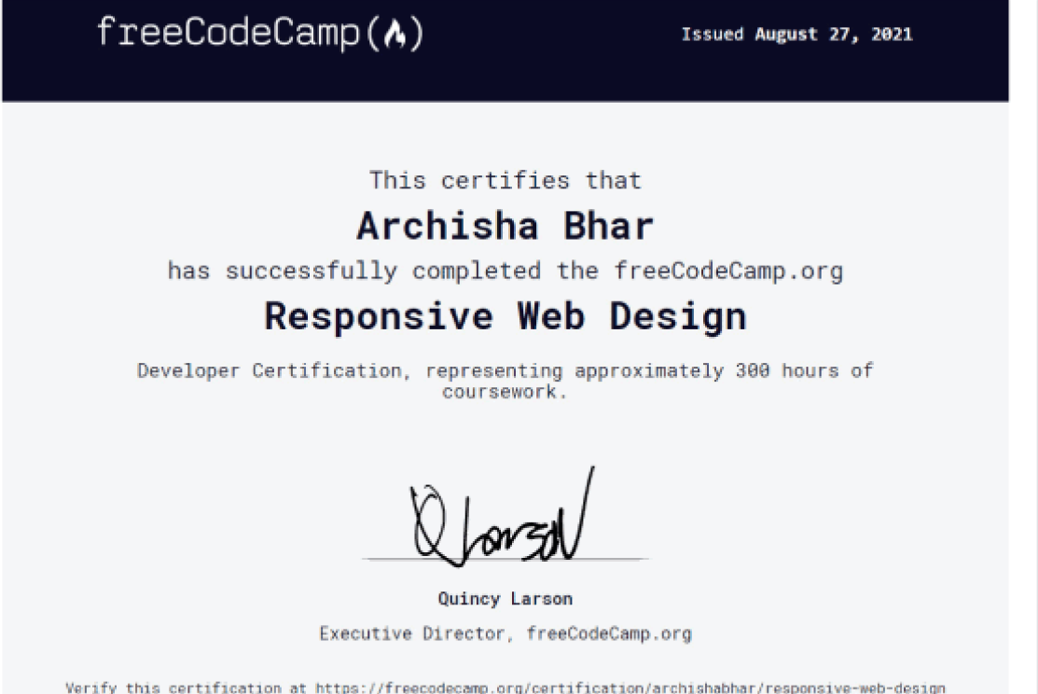 freeCodeCamp(🔥)
Issued August 27, 2021
This certifies that
Archisha Bhar
has successfully completed the freeCodeCamp.org
Responsive Web Design
Developer Certification, representing approximately 300 hours of
coursework.
Q Larson
Quincy Larson
Executive Director, freeCodeCamp.org
Verify this certification at https://freecodecamp.org/certification/archishabhar/responsive-web-design